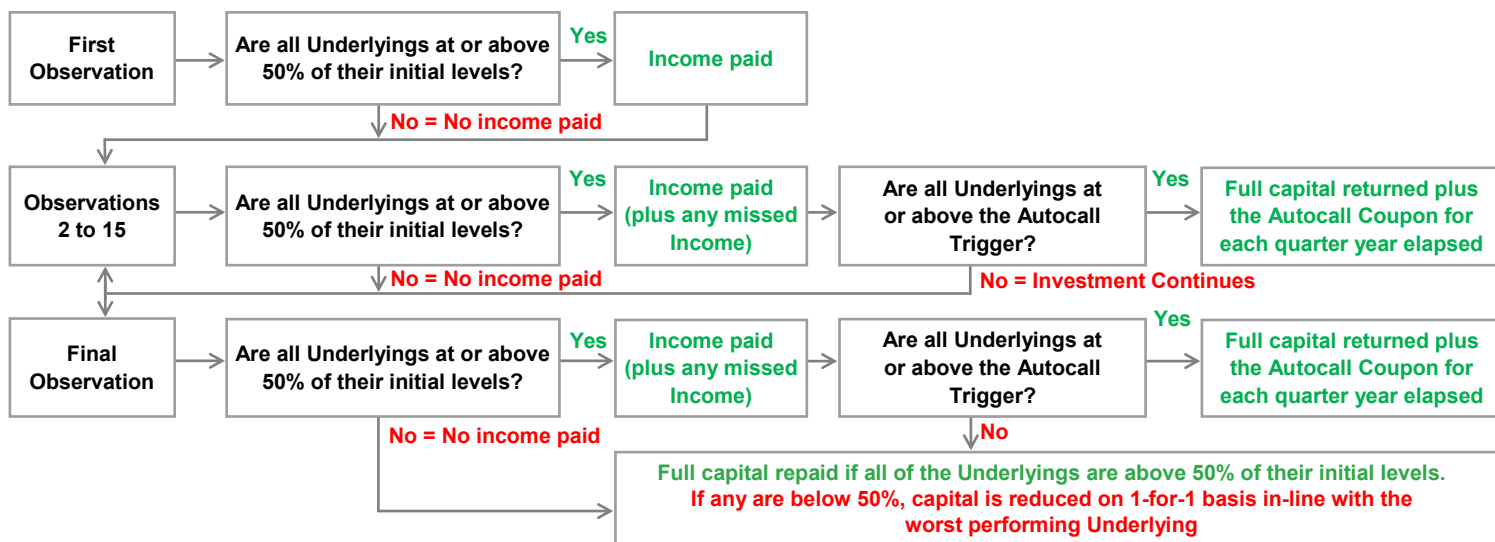 First
Observation
Are all Underlyings at or above
50% of their initial levels?
Yes
Income paid
No = No income paid
Observations
2 to 15
Are all Underlyings at or above
50% of their initial levels?
Yes
Income paid
(plus any missed
Income)
Are all Underlyings at
or above the Autocall
Trigger?
Yes
Full capital returned plus
the Autocall Coupon for
each quarter year elapsed
No = No income paid
No = Investment Continues
Final
Observation
Are all Underlyings at or above
50% of their initial levels?
Yes
Income paid
(plus any missed
Income)
Are all Underlyings at
or above the Autocall
Trigger?
Yes
Full capital returned plus
the Autocall Coupon for
each quarter year elapsed
No = No income paid
No
Full capital repaid if all of the Underlyings are above 50% of their initial levels.
If any are below 50%, capital is reduced on 1-for-1 basis in-line with the
worst performing Underlying